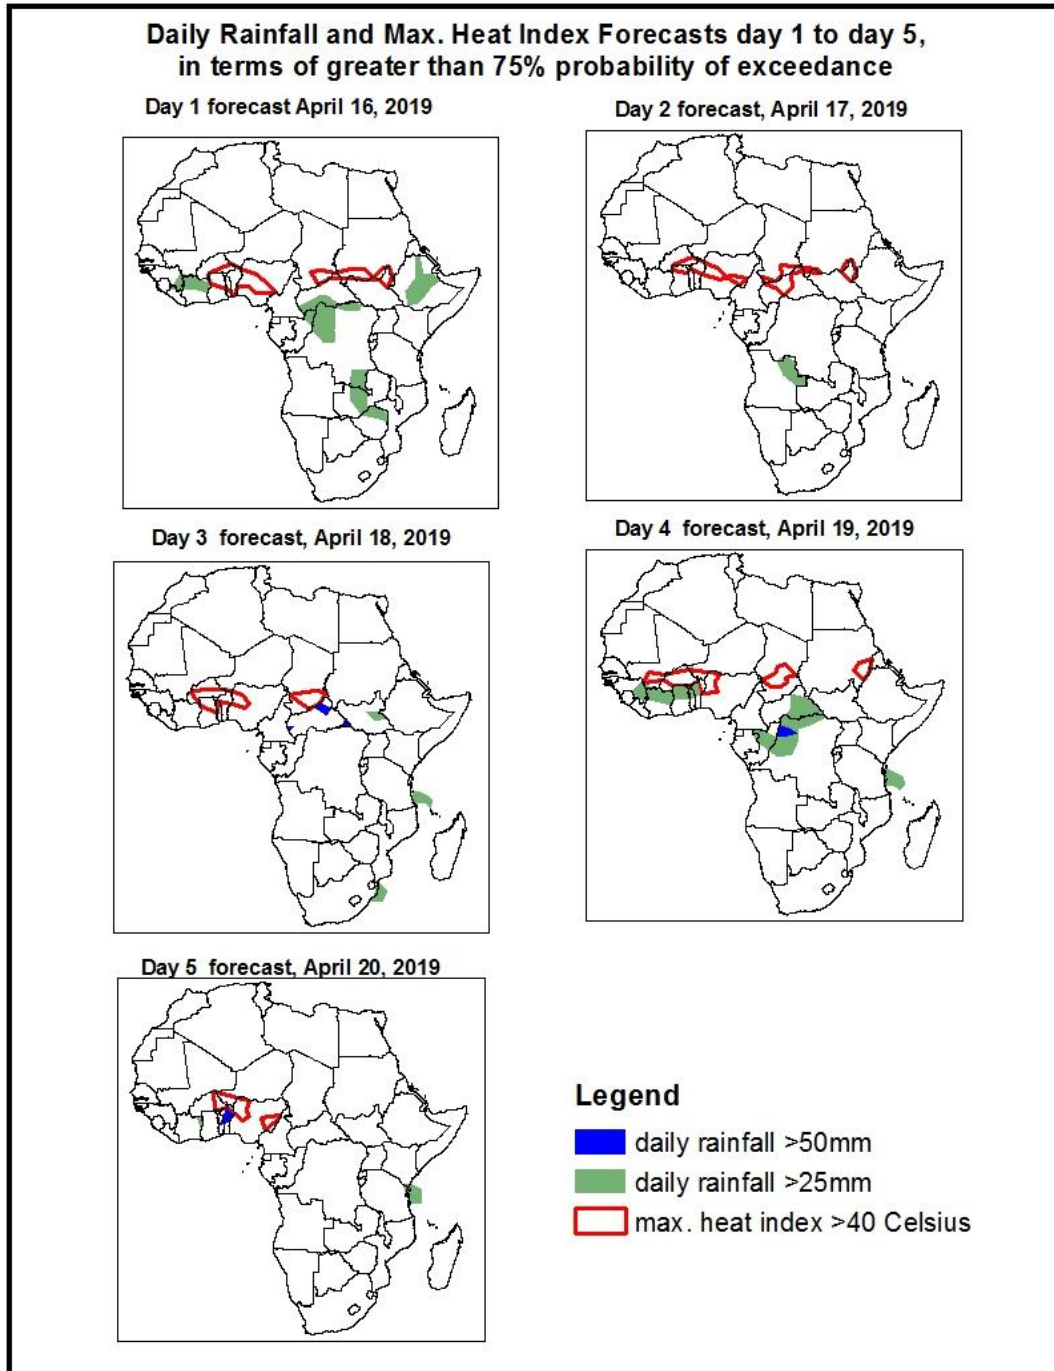 Daily Rainfall and Max. Heat Index Forecasts day 1 to day 5,
in terms of greater than 75% probability of exceedance
Day 1 forecast April 16, 2019
Day 2 forecast, April 17, 2019
Day 3 forecast, April 18, 2019
Day 4 forecast, April 19, 2019
Day 5 forecast, April 20, 2019
Legend
daily rainfall >50mm
daily rainfall >25mm
max. heat index >40 Celsius